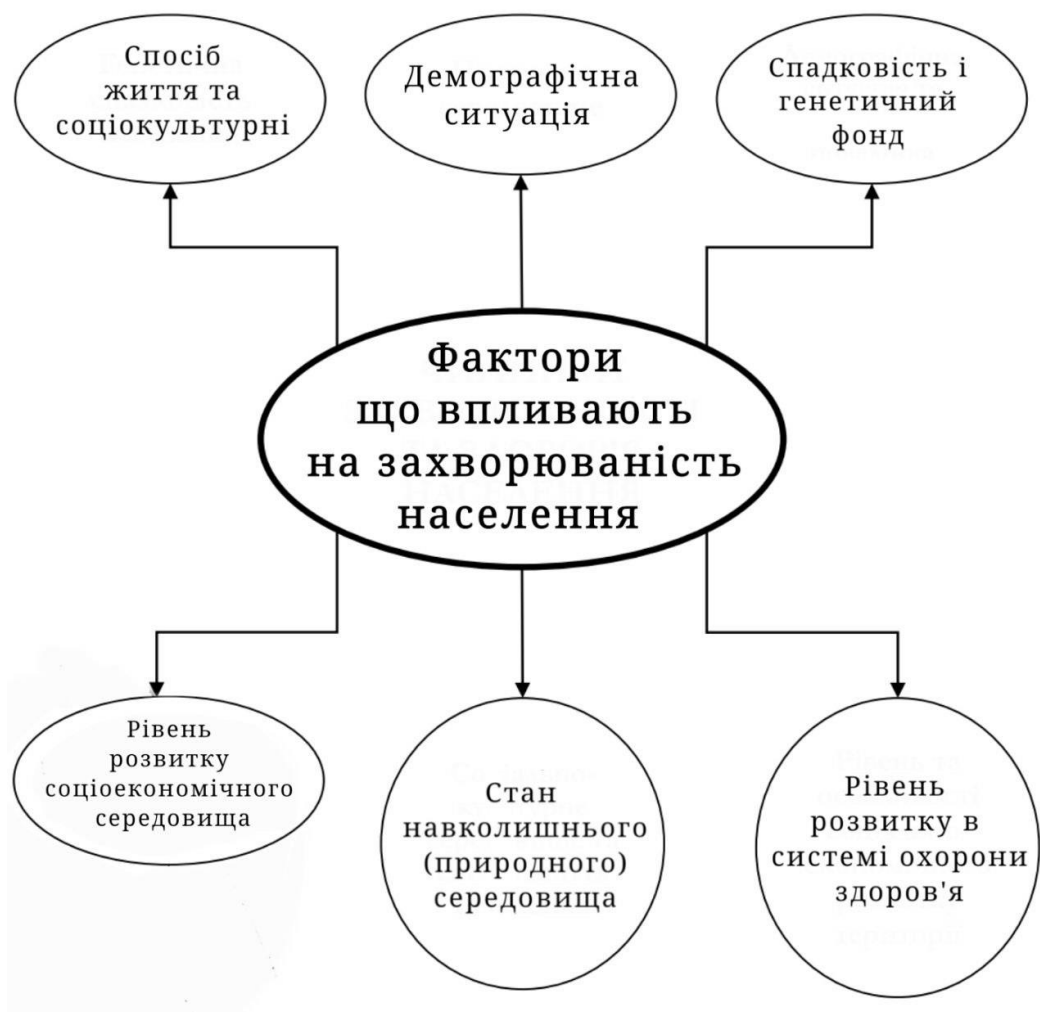 Спосіб
життя та
соціокультурні
Демографічна
ситуація
Спадковість і
генетичний
фонд
Фактори
що впливають
на захворюваність
населення
Рівень
розвитку
соціоекономічного
середовища
Стан
навколишнього
(природного)
середовища
Рівень
розвитку в
системі охорони
здоров'я